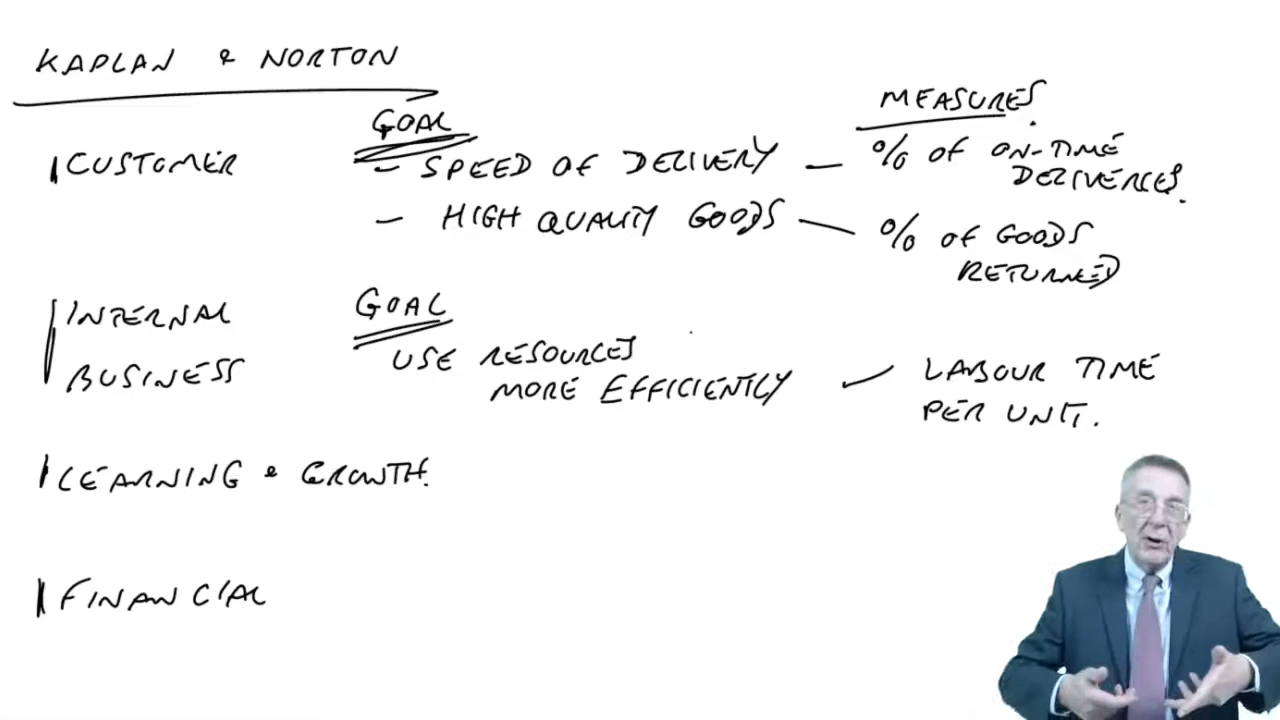 KAPLAN & NORTON
GOAL
MEASURES.
CUSTOMER
- SPEED OF DELIVERY - % OF ON-TIME
DELIVERIES.
- HIGH QUALITY GOODS - % OF GOODS
RETURNED
INTERNAL
BUSINESS
GOAL
USE RESOURCES
MORE EFFICIENTLY - LABOUR TIME
PER UNIT.
LEARNING & GROWTH.
FINANCIAL